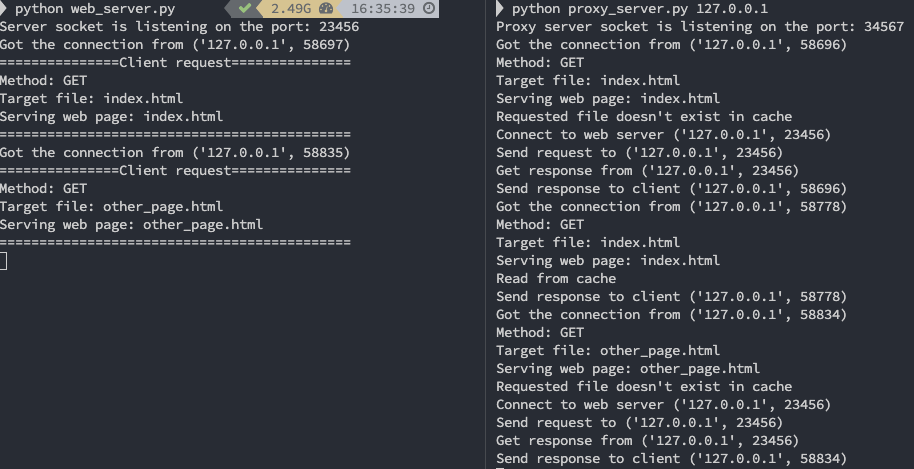 python web_server.py 2.49G 16:35:39
Server socket is listening on the port: 23456
Got the connection from ('127.0.0.1', 58697)
===============Client request===============
Method: GET
Target file: index.html
Serving web page: index.html
============================================
Got the connection from ('127.0.0.1', 58835)
===============Client request===============
Method: GET
Target file: other_page.html
Serving web page: other_page.html
============================================
python proxy_server.py 127.0.0.1
Proxy server socket is listening on the port: 34567
Got the connection from ('127.0.0.1', 58696)
Method: GET
Target file: index.html
Serving web page: index.html
Requested file doesn't exist in cache
Connect to web server ('127.0.0.1', 23456)
Send request to ('127.0.0.1', 23456)
Get response from ('127.0.0.1', 23456)
Send response to client ('127.0.0.1', 58696)
Got the connection from ('127.0.0.1', 58778)
Method: GET
Target file: index.html
Serving web page: index.html
Read from cache
Send response to client ('127.0.0.1', 58778)
Got the connection from ('127.0.0.1', 58834)
Method: GET
Target file: other_page.html
Serving web page: other_page.html
Requested file doesn't exist in cache
Connect to web server ('127.0.0.1', 23456)
Send request to ('127.0.0.1', 23456)
Get response from ('127.0.0.1', 23456)
Send response to client ('127.0.0.1', 58834)